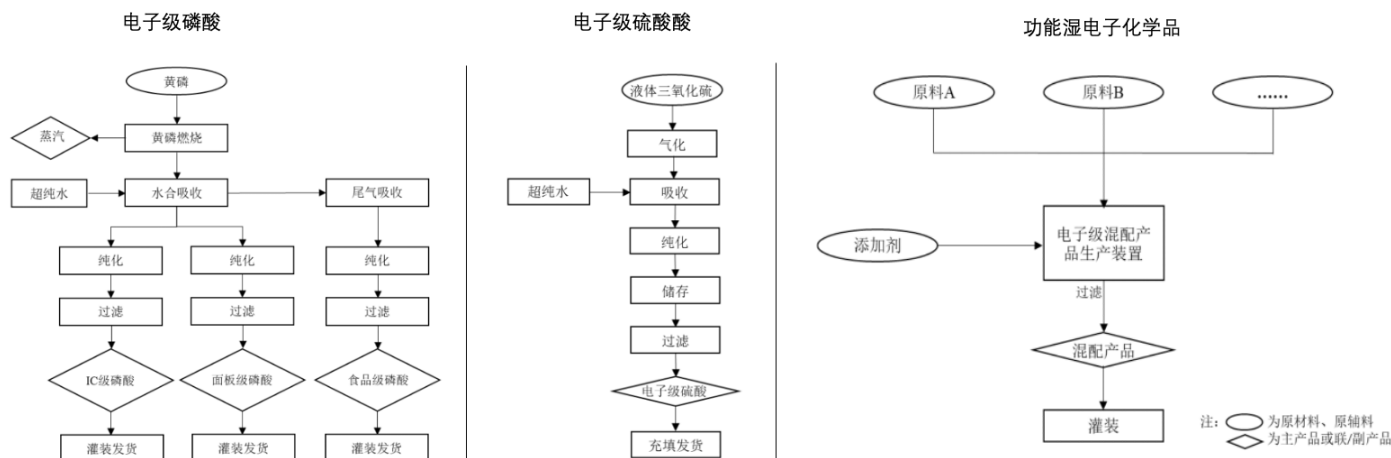 电子级磷酸
黄磷
蒸汽
黄磷燃烧
超纯水
水合吸收
尾气吸收
纯化
纯化
纯化
过滤
过滤
过滤
IC级磷酸
面板级磷酸
食品级磷酸
灌装发货
灌装发货
灌装发货
电子级硫酸酸
液体三氧化硫
气化
超纯水
吸收
纯化
储存
过滤
电子级硫酸
充填发货
功能湿电子化学品
原料A
原料B
......
添加剂
电子级混配产
品生产装置
过滤
混配产品
灌装
注：
为原材料、原辅料
为主产品或联/副产品